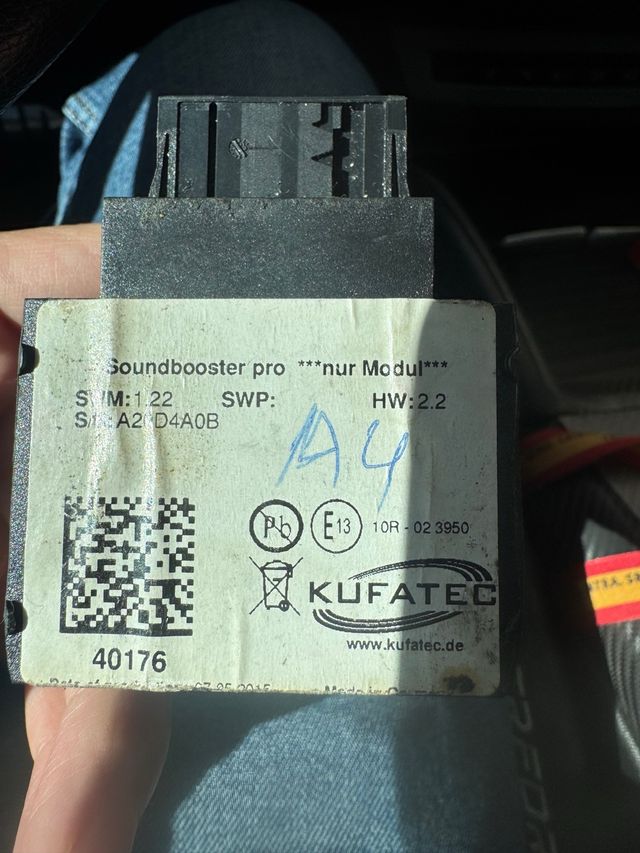 Soundbooster pro ***nur Modul***
SWM:1.22 SWP: HW:2.2
A4
Pb E13 10R - 02 3950
KUFATEC
www.kufatec.de
40176